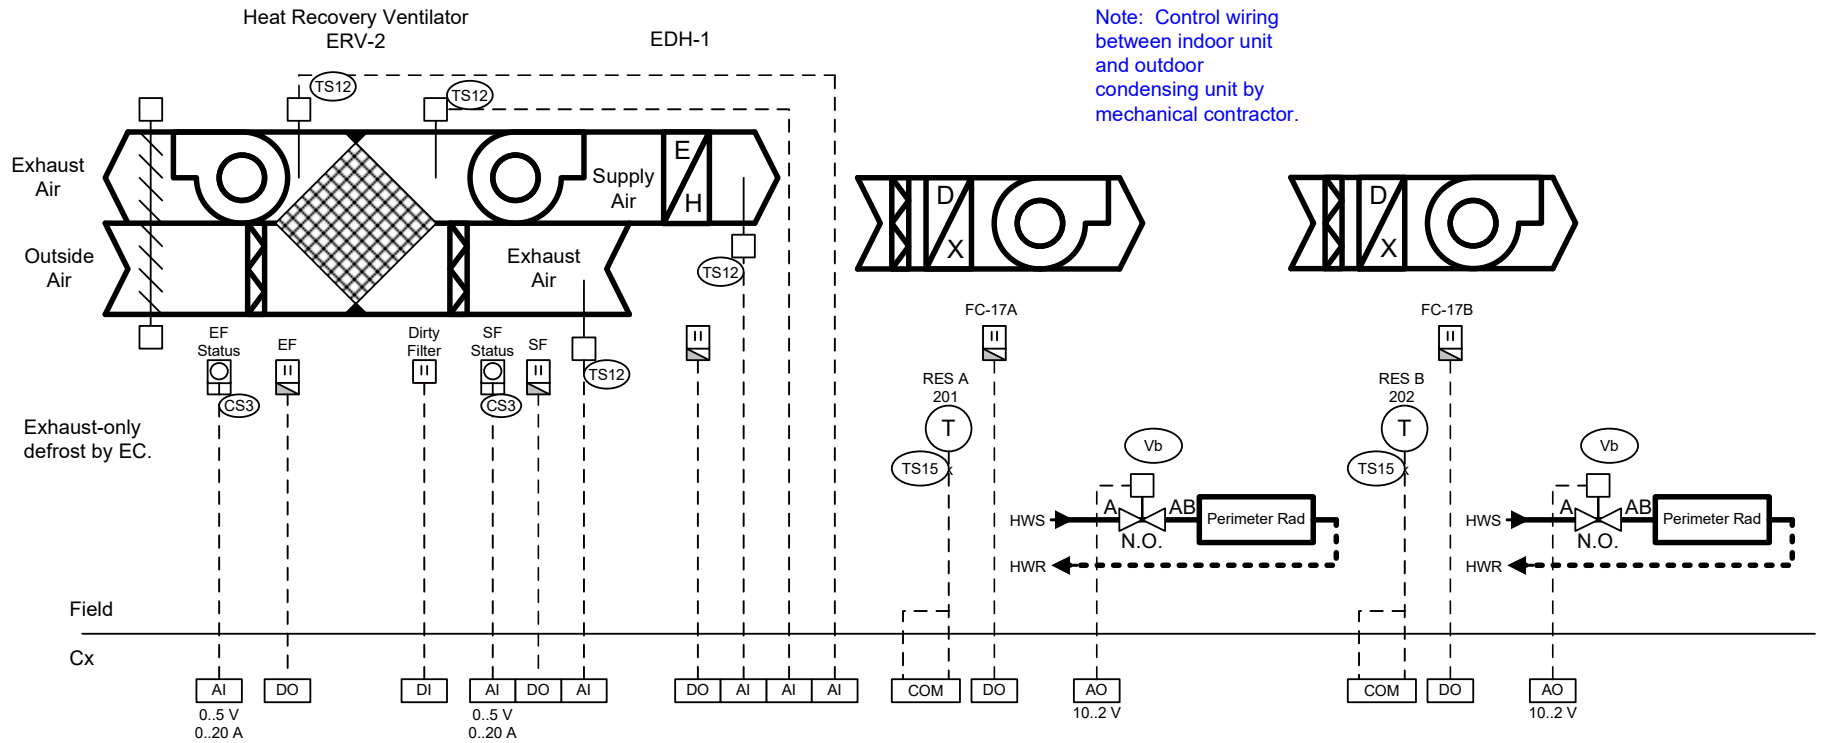 Heat Recovery Ventilator
ERV-2
EDH-1
Note: Control wiring
between indoor unit
and outdoor
condensing unit by
mechanical contractor.
TS12
TS12
Exhaust
Air
Supply
Air
E
H
D
X
D
X
Outside
Air
Exhaust
Air
TS12
FC-17A
FC-17B
EF
Status
EF
Dirty
Filter
SF
Status
SF
TS12
CS3
CS3
RES A
201
T
TS15
RES B
202
T
TS15
Exhaust-only
defrost by EC.
Vb
Vb
HWS
A
AB
Perimeter Rad
N.O.
HWR
HWS
A
AB
Perimeter Rad
N.O.
HWR
Field
Cx
AI
DO
DI
AI
DO
AI
DO
AI
AI
AI
COM
DO
AO
COM
DO
AO
0..5 V
0..20 A
0..5 V
0..20 A
10..2 V
10..2 V